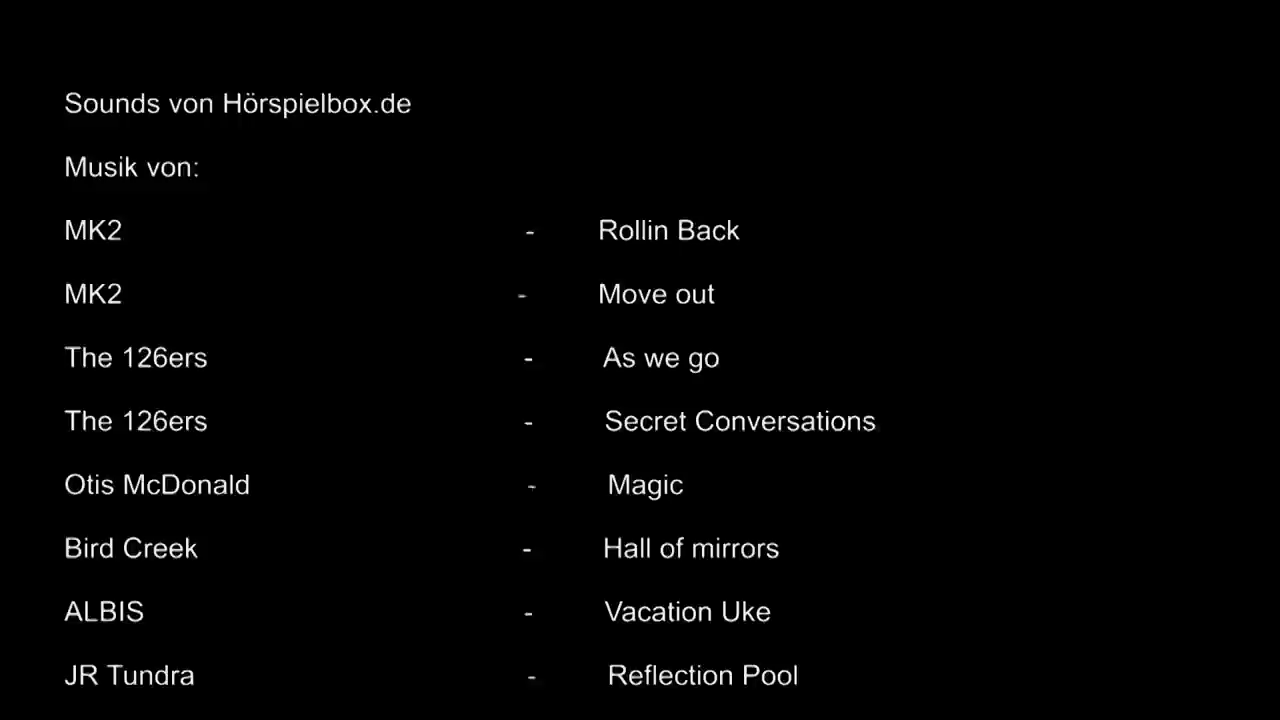 Sounds von Hörspielbox.de
Musik von:
MK2 - Rollin Back
MK2 - Move out
The 126ers - As we go
The 126ers - Secret Conversations
Otis McDonald - Magic
Bird Creek - Hall of mirrors
ALBIS - Vacation Uke
JR Tundra - Reflection Pool